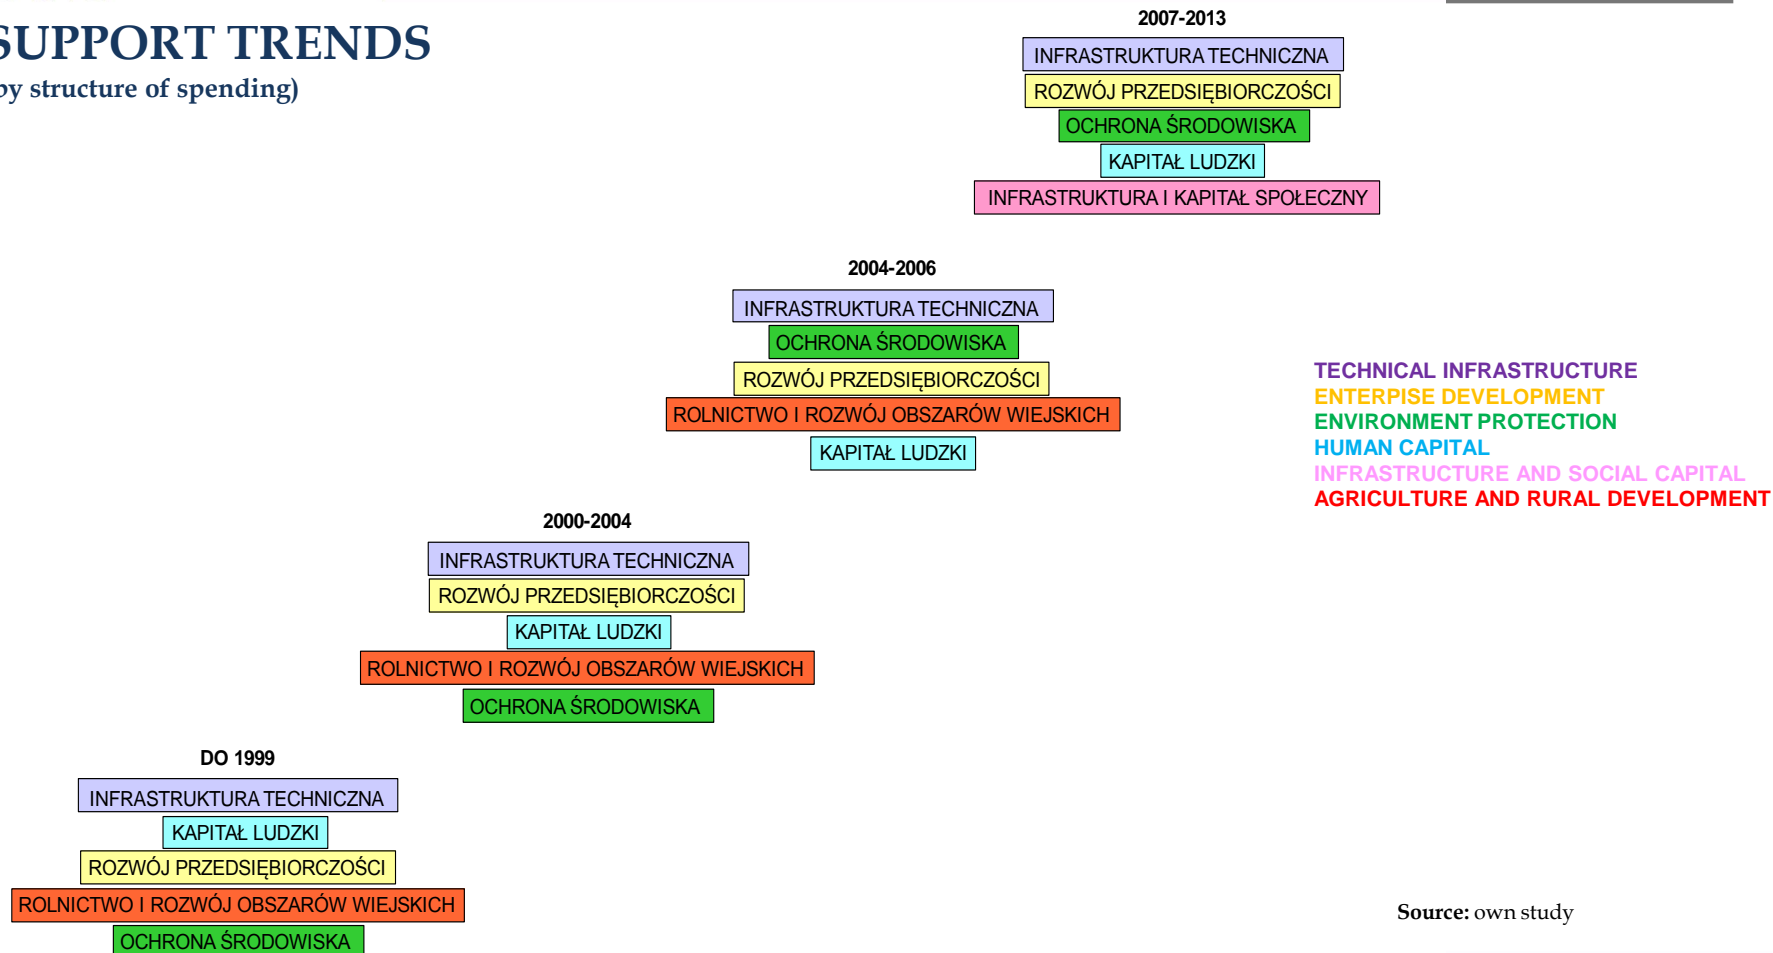 SUPPORT TRENDS
by structure of spending)
2007-2013
INFRASTRUKTURA TECHNICZNA
ROZWÓJ PRZEDSIĘBIORCZOŚCI
OCHRONA ŚRODOWISKA
KAPITAŁ LUDZKI
INFRASTRUKTURA I KAPITAŁ SPOŁECZNY
2004-2006
INFRASTRUKTURA TECHNICZNA
OCHRONA ŚRODOWISKA
ROZWÓJ PRZEDSIĘBIORCZOŚCI
ROLNICTWO I ROZWÓJ OBSZARÓW WIEJSKICH
KAPITAŁ LUDZKI
TECHNICAL INFRASTRUCTURE
ENTERPISE DEVELOPMENT
ENVIRONMENT PROTECTION
HUMAN CAPITAL
INFRASTRUCTURE AND SOCIAL CAPITAL
AGRICULTURE AND RURAL DEVELOPMENT
2000-2004
INFRASTRUKTURA TECHNICZNA
ROZWÓJ PRZEDSIĘBIORCZOŚCI
KAPITAŁ LUDZKI
ROLNICTWO I ROZWÓJ OBSZARÓW WIEJSKICH
OCHRONA ŚRODOWISKA
DO 1999
INFRASTRUKTURA TECHNICZNA
KAPITAŁ LUDZKI
ROZWÓJ PRZEDSIĘBIORCZOŚCI
ROLNICTWO I ROZWÓJ OBSZARÓW WIEJSKICH
OCHRONA ŚRODOWISKA
Source: own study